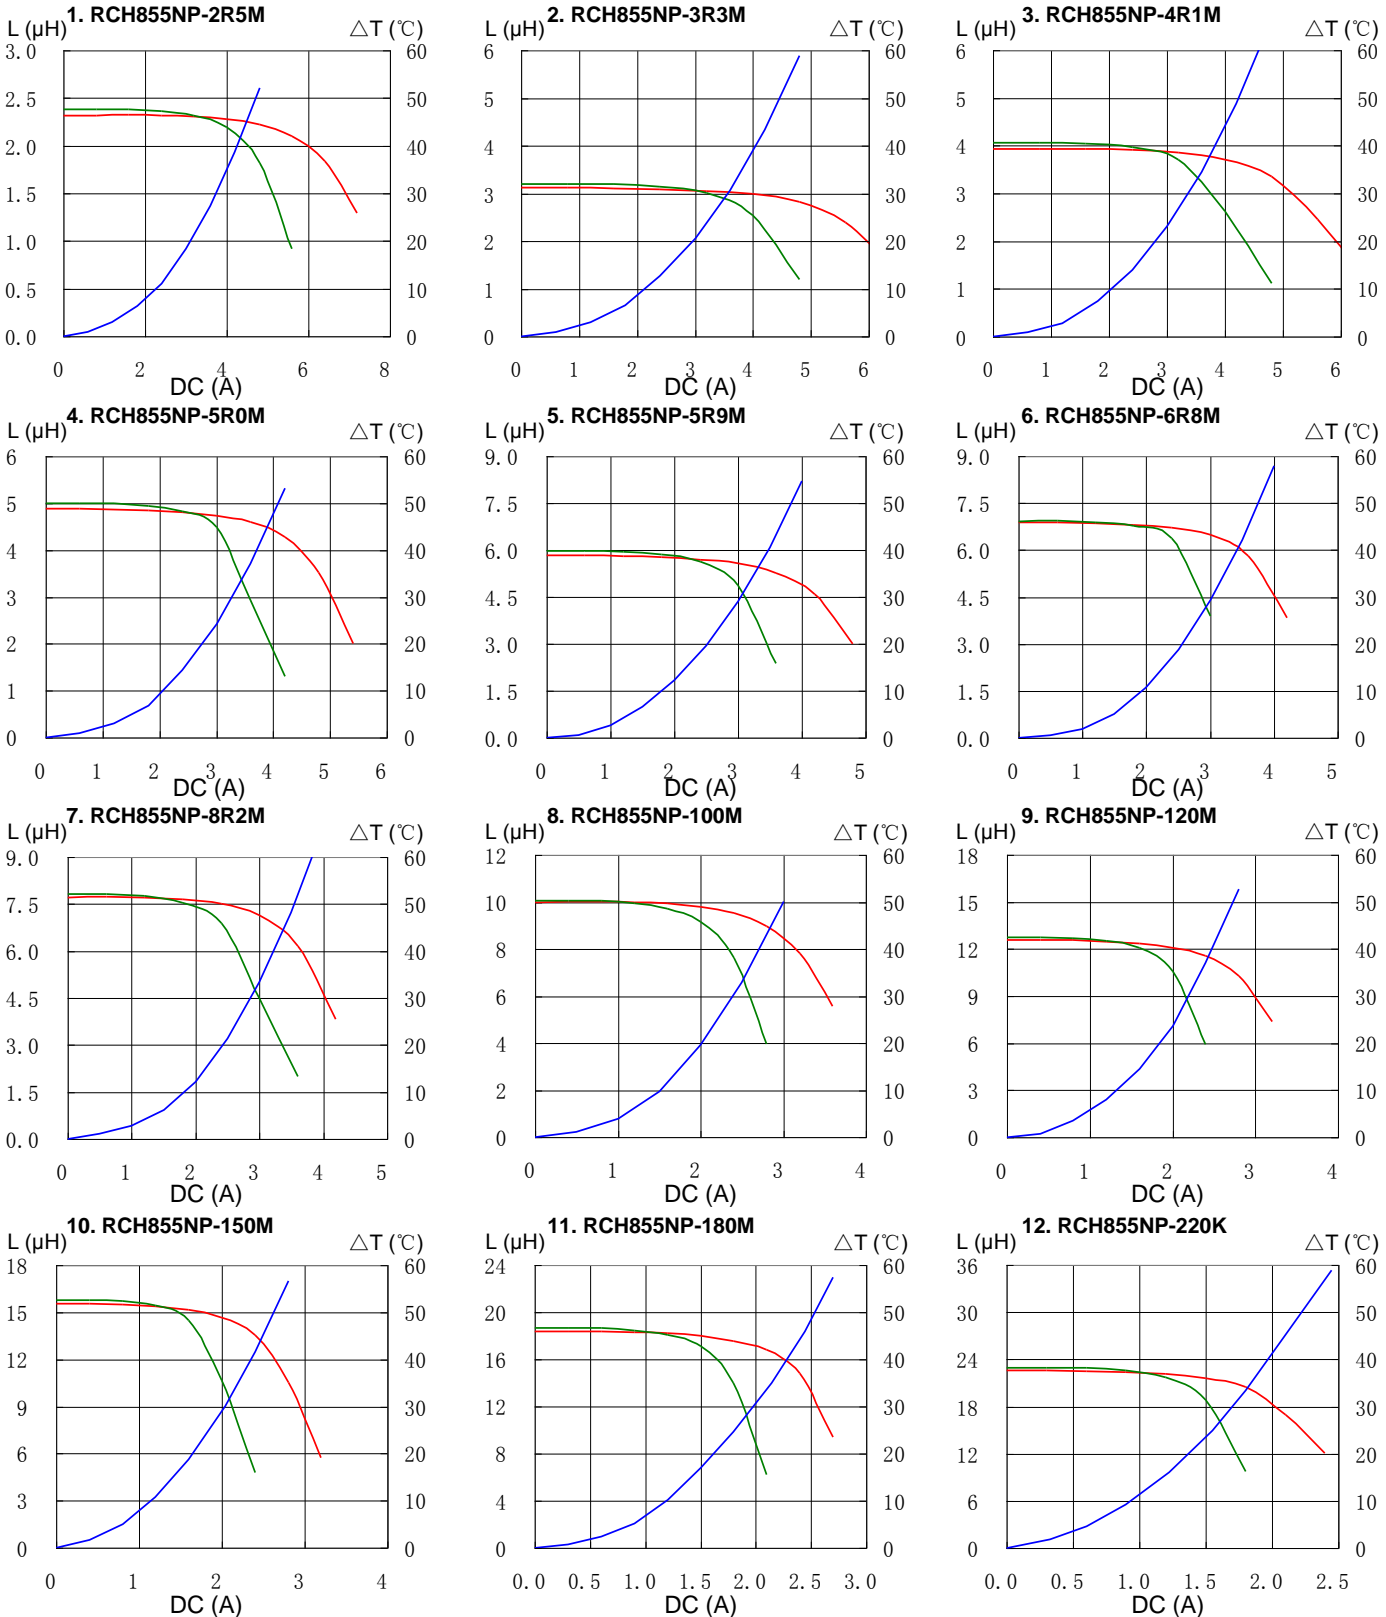 1. RCH855NP-2R5M
L (μH)
△T (℃)
3.0
2.5
2.0
1.5
1.0
0.5
0.0
60
50
40
30
20
10
0
0 2 4 6 8
DC (A)
2. RCH855NP-3R3M
L (μH)
△T (℃)
6
5
4
3
2
1
0
60
50
40
30
20
10
0
0 1 2 3 4 5 6
DC (A)
3. RCH855NP-4R1M
L (μH)
△T (℃)
6
5
4
3
2
1
0
60
50
40
30
20
10
0
0 1 2 3 4 5 6
DC (A)
4. RCH855NP-5R0M
L (μH)
△T (℃)
6
5
4
3
2
1
0
60
50
40
30
20
10
0
0 1 2 3 4 5 6
DC (A)
5. RCH855NP-5R9M
L (μH)
△T (℃)
9.0
7.5
6.0
4.5
3.0
1.5
0.0
60
50
40
30
20
10
0
0 1 2 3 4 5
DC (A)
6. RCH855NP-6R8M
L (μH)
△T (℃)
9.0
7.5
6.0
4.5
3.0
1.5
0.0
60
50
40
30
20
10
0
0 1 2 3 4 5
DC (A)
7. RCH855NP-8R2M
L (μH)
△T (℃)
9.0
7.5
6.0
4.5
3.0
1.5
0.0
60
50
40
30
20
10
0
0 1 2 3 4 5
DC (A)
8. RCH855NP-100M
L (μH)
△T (℃)
12
10
8
6
4
2
0
60
50
40
30
20
10
0
0 1 2 3 4
DC (A)
9. RCH855NP-120M
L (μH)
△T (℃)
18
15
12
9
6
3
0
60
50
40
30
20
10
0
0 1 2 3 4
DC (A)
10. RCH855NP-150M
L (μH)
△T (℃)
18
15
12
9
6
3
0
60
50
40
30
20
10
0
0 1 2 3 4
DC (A)
11. RCH855NP-180M
L (μH)
△T (℃)
24
20
16
12
8
4
0
60
50
40
30
20
10
0
0.0 0.5 1.0 1.5 2.0 2.5 3.0
DC (A)
12. RCH855NP-220K
L (μH)
△T (℃)
36
30
24
18
12
6
0
60
50
40
30
20
10
0
0.0 0.5 1.0 1.5 2.0 2.5
DC (A)